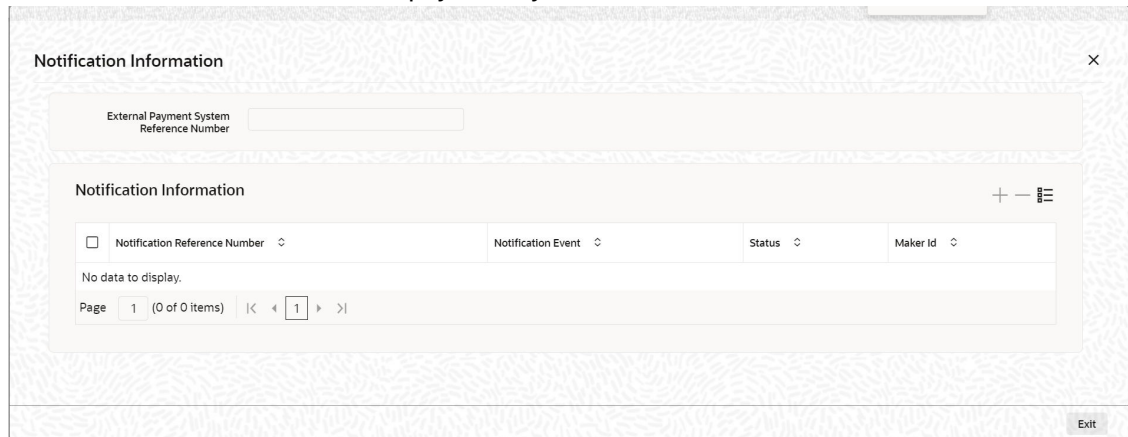 Notification Information
External Payment System
Reference Number
Notification Information
Notification Reference Number Notification Event Status Maker Id
No data to display.
Page 1 (0 of 0 items) 1
Exit